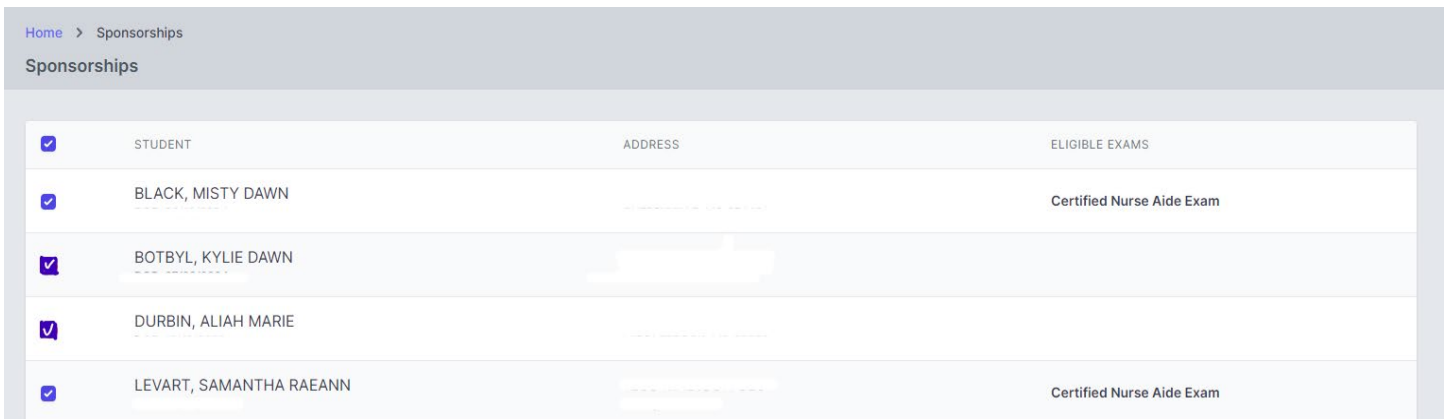 Home > Sponsorships
Sponsorships
STUDENT ADDRESS ELIGIBLE EXAMS
BLACK, MISTY DAWN Certified Nurse Aide Exam
BOTBYL, KYLIE DAWN
DURBIN, ALIAH MARIE
LEVART, SAMANTHA RAEANN Certified Nurse Aide Exam